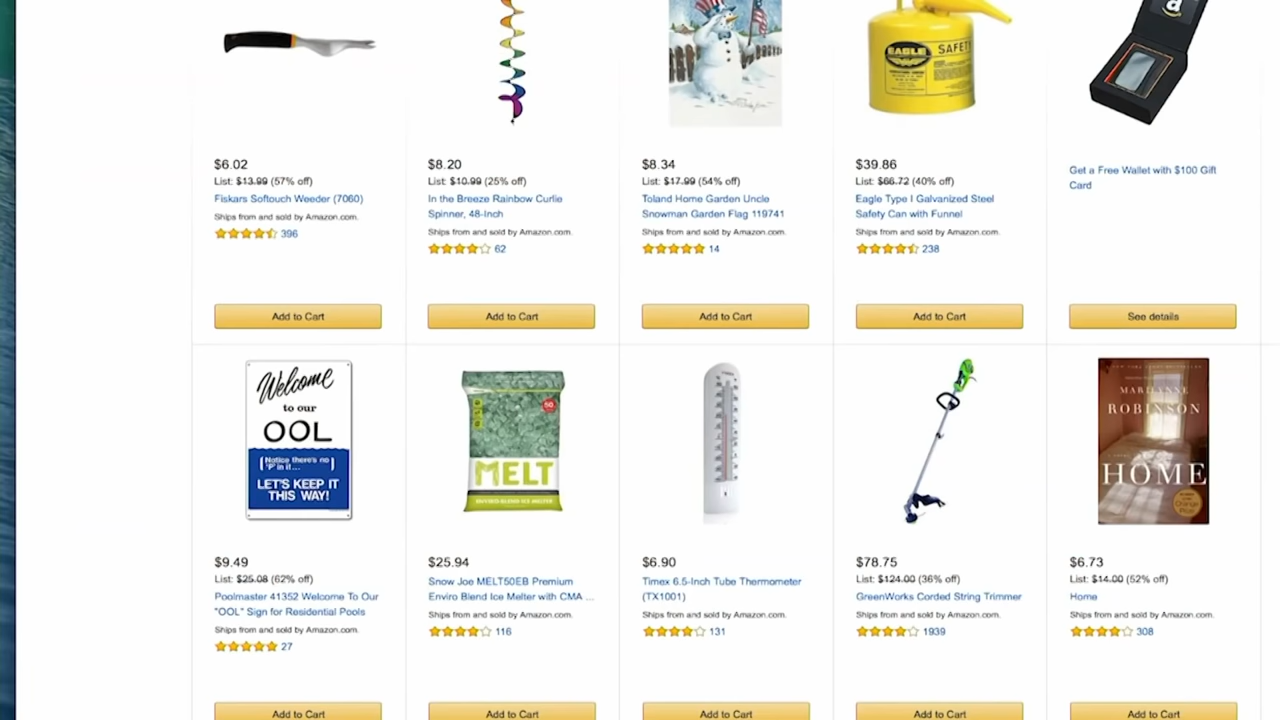 EAGLE
SAFETY
a
$6.02
List: $13.99 (57% off)
Fiskars Softouch Weeder (7060)
Ships from and sold by Amazon.com.
396
$8.20
List: $10.99 (25% off)
In the Breeze Rainbow Curlie
Spinner, 48-Inch
Ships from and sold by Amazon.com.
62
$8.34
List: $17.99 (54% off)
Toland Home Garden Uncle
Snowman Garden Flag 119741
Ships from and sold by Amazon.com.
14
$39.86
List: $66.72 (40% off)
Eagle Type I Galvanized Steel
Safety Can with Funnel
Ships from and sold by Amazon.com.
238
Get a Free Wallet with $100 Gift
Card
Add to Cart
Add to Cart
Add to Cart
Add to Cart
See details
Welcome
to our
OOL
[Notice there's no
'P' in it...]
LET'S KEEP IT
THIS WAY!
50
MELT
ENVIRO-BLEND ICE MELTER
MARILYNNE
ROBINSON
HOME
$9.49
List: $25.08 (62% off)
Poolmaster 41352 Welcome To Our
"OOL" Sign for Residential Pools
Ships from and sold by Amazon.com.
27
$25.94
Snow Joe MELT50EB Premium
Enviro Blend Ice Melter with CMA ...
Ships from and sold by Amazon.com.
116
$6.90
Timex 6.5-Inch Tube Thermometer
(TX1001)
Ships from and sold by Amazon.com.
131
$78.75
List: $124.00 (36% off)
GreenWorks Corded String Trimmer
Ships from and sold by Amazon.com.
1939
$6.73
List: $14.00 (52% off)
Home
Ships from and sold by Amazon.com.
308
Add to Cart
Add to Cart
Add to Cart
Add to Cart
Add to Cart